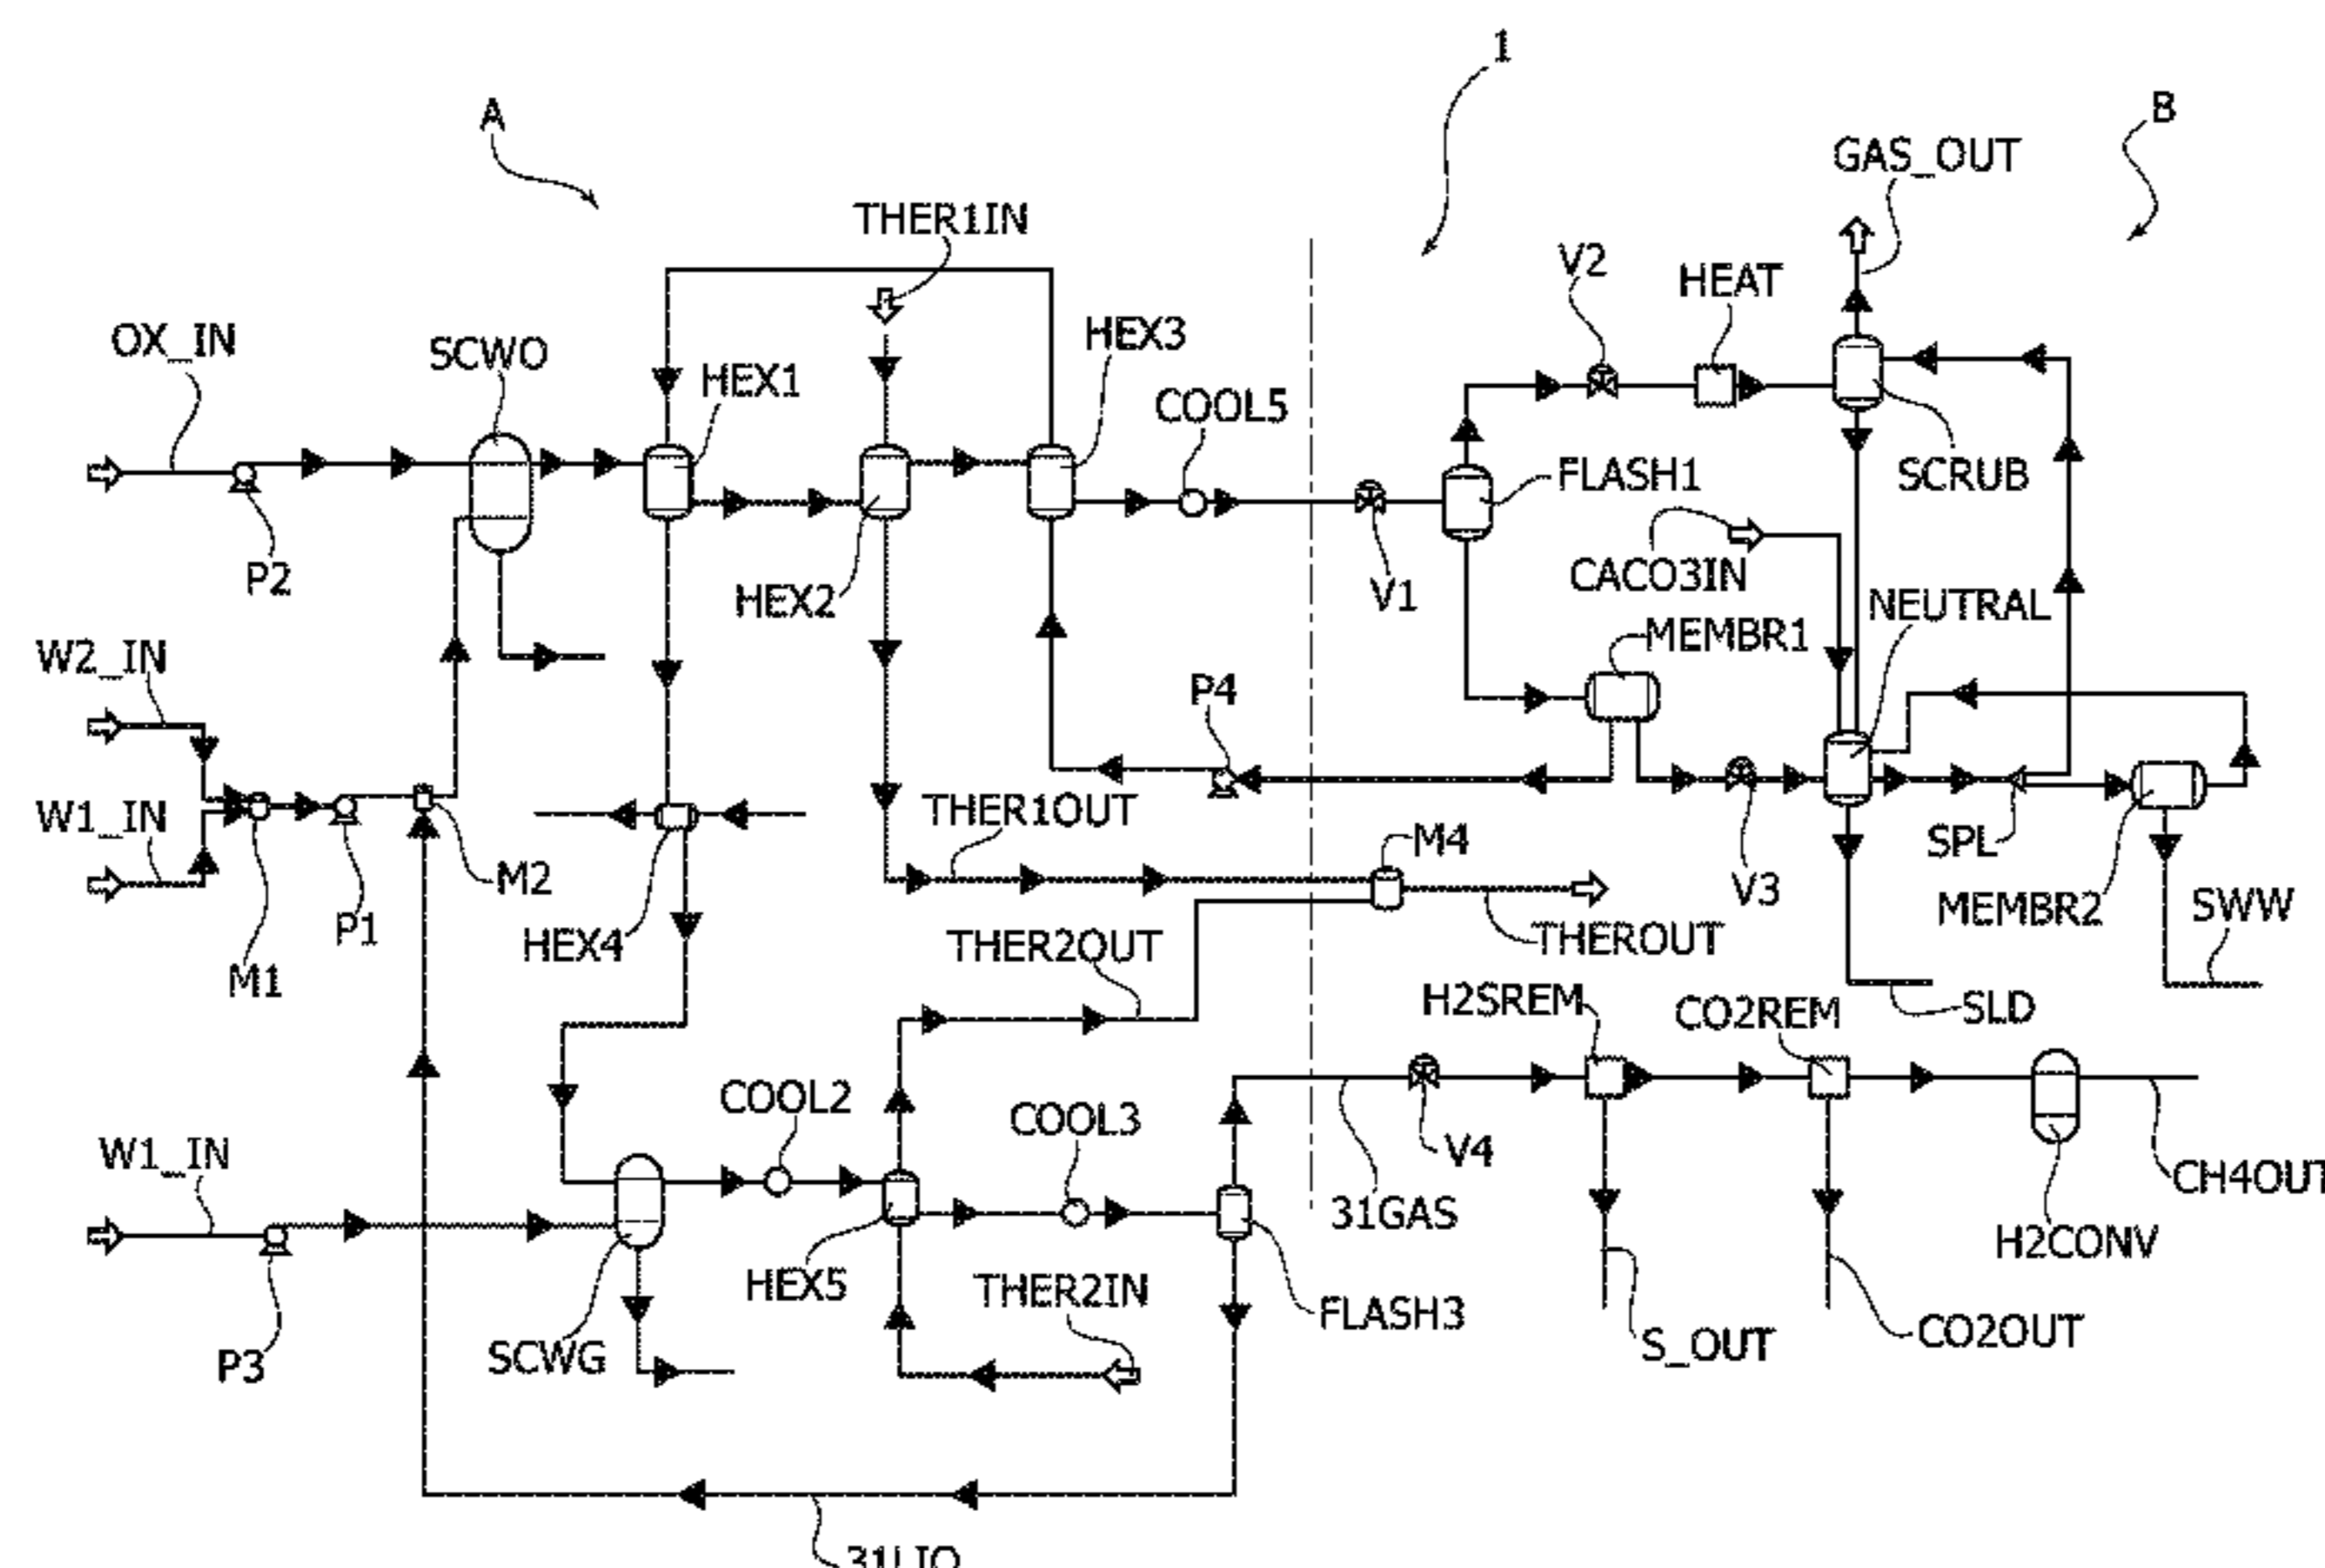 1
A
B
GAS_OUT
THER1IN
V2
HEAT
OX_IN
SCWO
HEX3
HEX1
COOL5
FLASH1
SCRUB
P2
HEX2
V1
CACO3IN
NEUTRAL
MEMBR1
W2_IN
P4
W1_IN
THER1OUT
M4
SPL
M2
V3
MEMBR2
SWW
P1
HEX4
THER2OUT
THEROUT
M1
H2SREM
CO2REM
SLD
COOL2
COOL3
W1_IN
V4
CH4OUT
31GAS
H2CONV
HEX5
THER2IN
FLASH3
S_OUT
CO2OUT
SCWG
P3
31LIQ